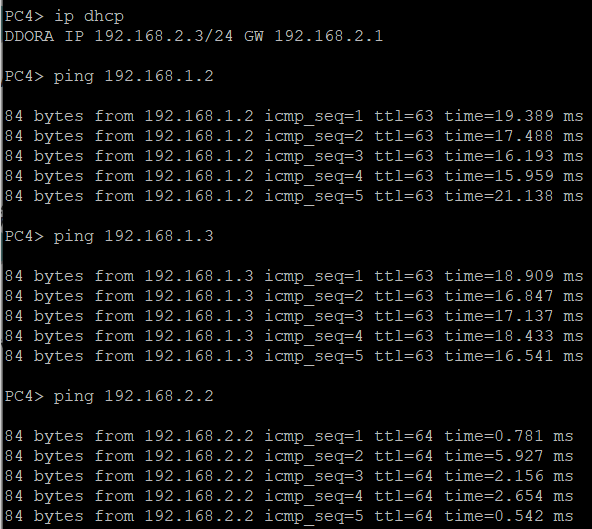 PC4> ip dhcp
DDORA IP 192.168.2.3/24 GW 192.168.2.1
PC4> ping 192.168.1.2
84 bytes from 192.168.1.2 icmp_seq=1 ttl=63 time=19.389 ms
84 bytes from 192.168.1.2 icmp_seq=2 ttl=63 time=17.488 ms
84 bytes from 192.168.1.2 icmp_seq=3 ttl=63 time=16.193 ms
84 bytes from 192.168.1.2 icmp_seq=4 ttl=63 time=15.959 ms
84 bytes from 192.168.1.2 icmp_seq=5 ttl=63 time=21.138 ms
PC4> ping 192.168.1.3
84 bytes from 192.168.1.3 icmp_seq=1 ttl=63 time=18.909 ms
84 bytes from 192.168.1.3 icmp_seq=2 ttl=63 time=16.847 ms
84 bytes from 192.168.1.3 icmp_seq=3 ttl=63 time=17.137 ms
84 bytes from 192.168.1.3 icmp_seq=4 ttl=63 time=18.433 ms
84 bytes from 192.168.1.3 icmp_seq=5 ttl=63 time=16.541 ms
PC4> ping 192.168.2.2
84 bytes from 192.168.2.2 icmp_seq=1 ttl=64 time=0.781 ms
84 bytes from 192.168.2.2 icmp_seq=2 ttl=64 time=5.927 ms
84 bytes from 192.168.2.2 icmp_seq=3 ttl=64 time=2.156 ms
84 bytes from 192.168.2.2 icmp_seq=4 ttl=64 time=2.654 ms
84 bytes from 192.168.2.2 icmp_seq=5 ttl=64 time=0.542 ms